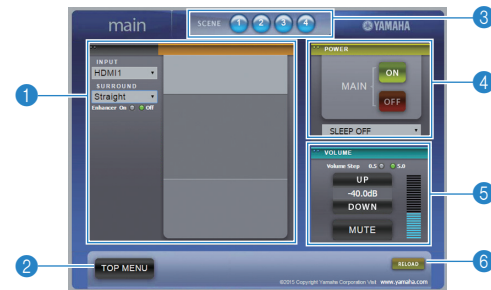 main
SCENE 1 2 3 4
YAMAHA
3
INPUT
HDMI1
SURROUND
Straight
Enhancer On Off
1
POWER
MAIN
ON
OFF
SLEEP OFF
4
VOLUME
Volume Step 0.5 5.0
UP
-40.0dB
DOWN
MUTE
5
2
TOP MENU
RELOAD
6
©2015 Copyright Yamaha Corporation Visit www.yamaha.com